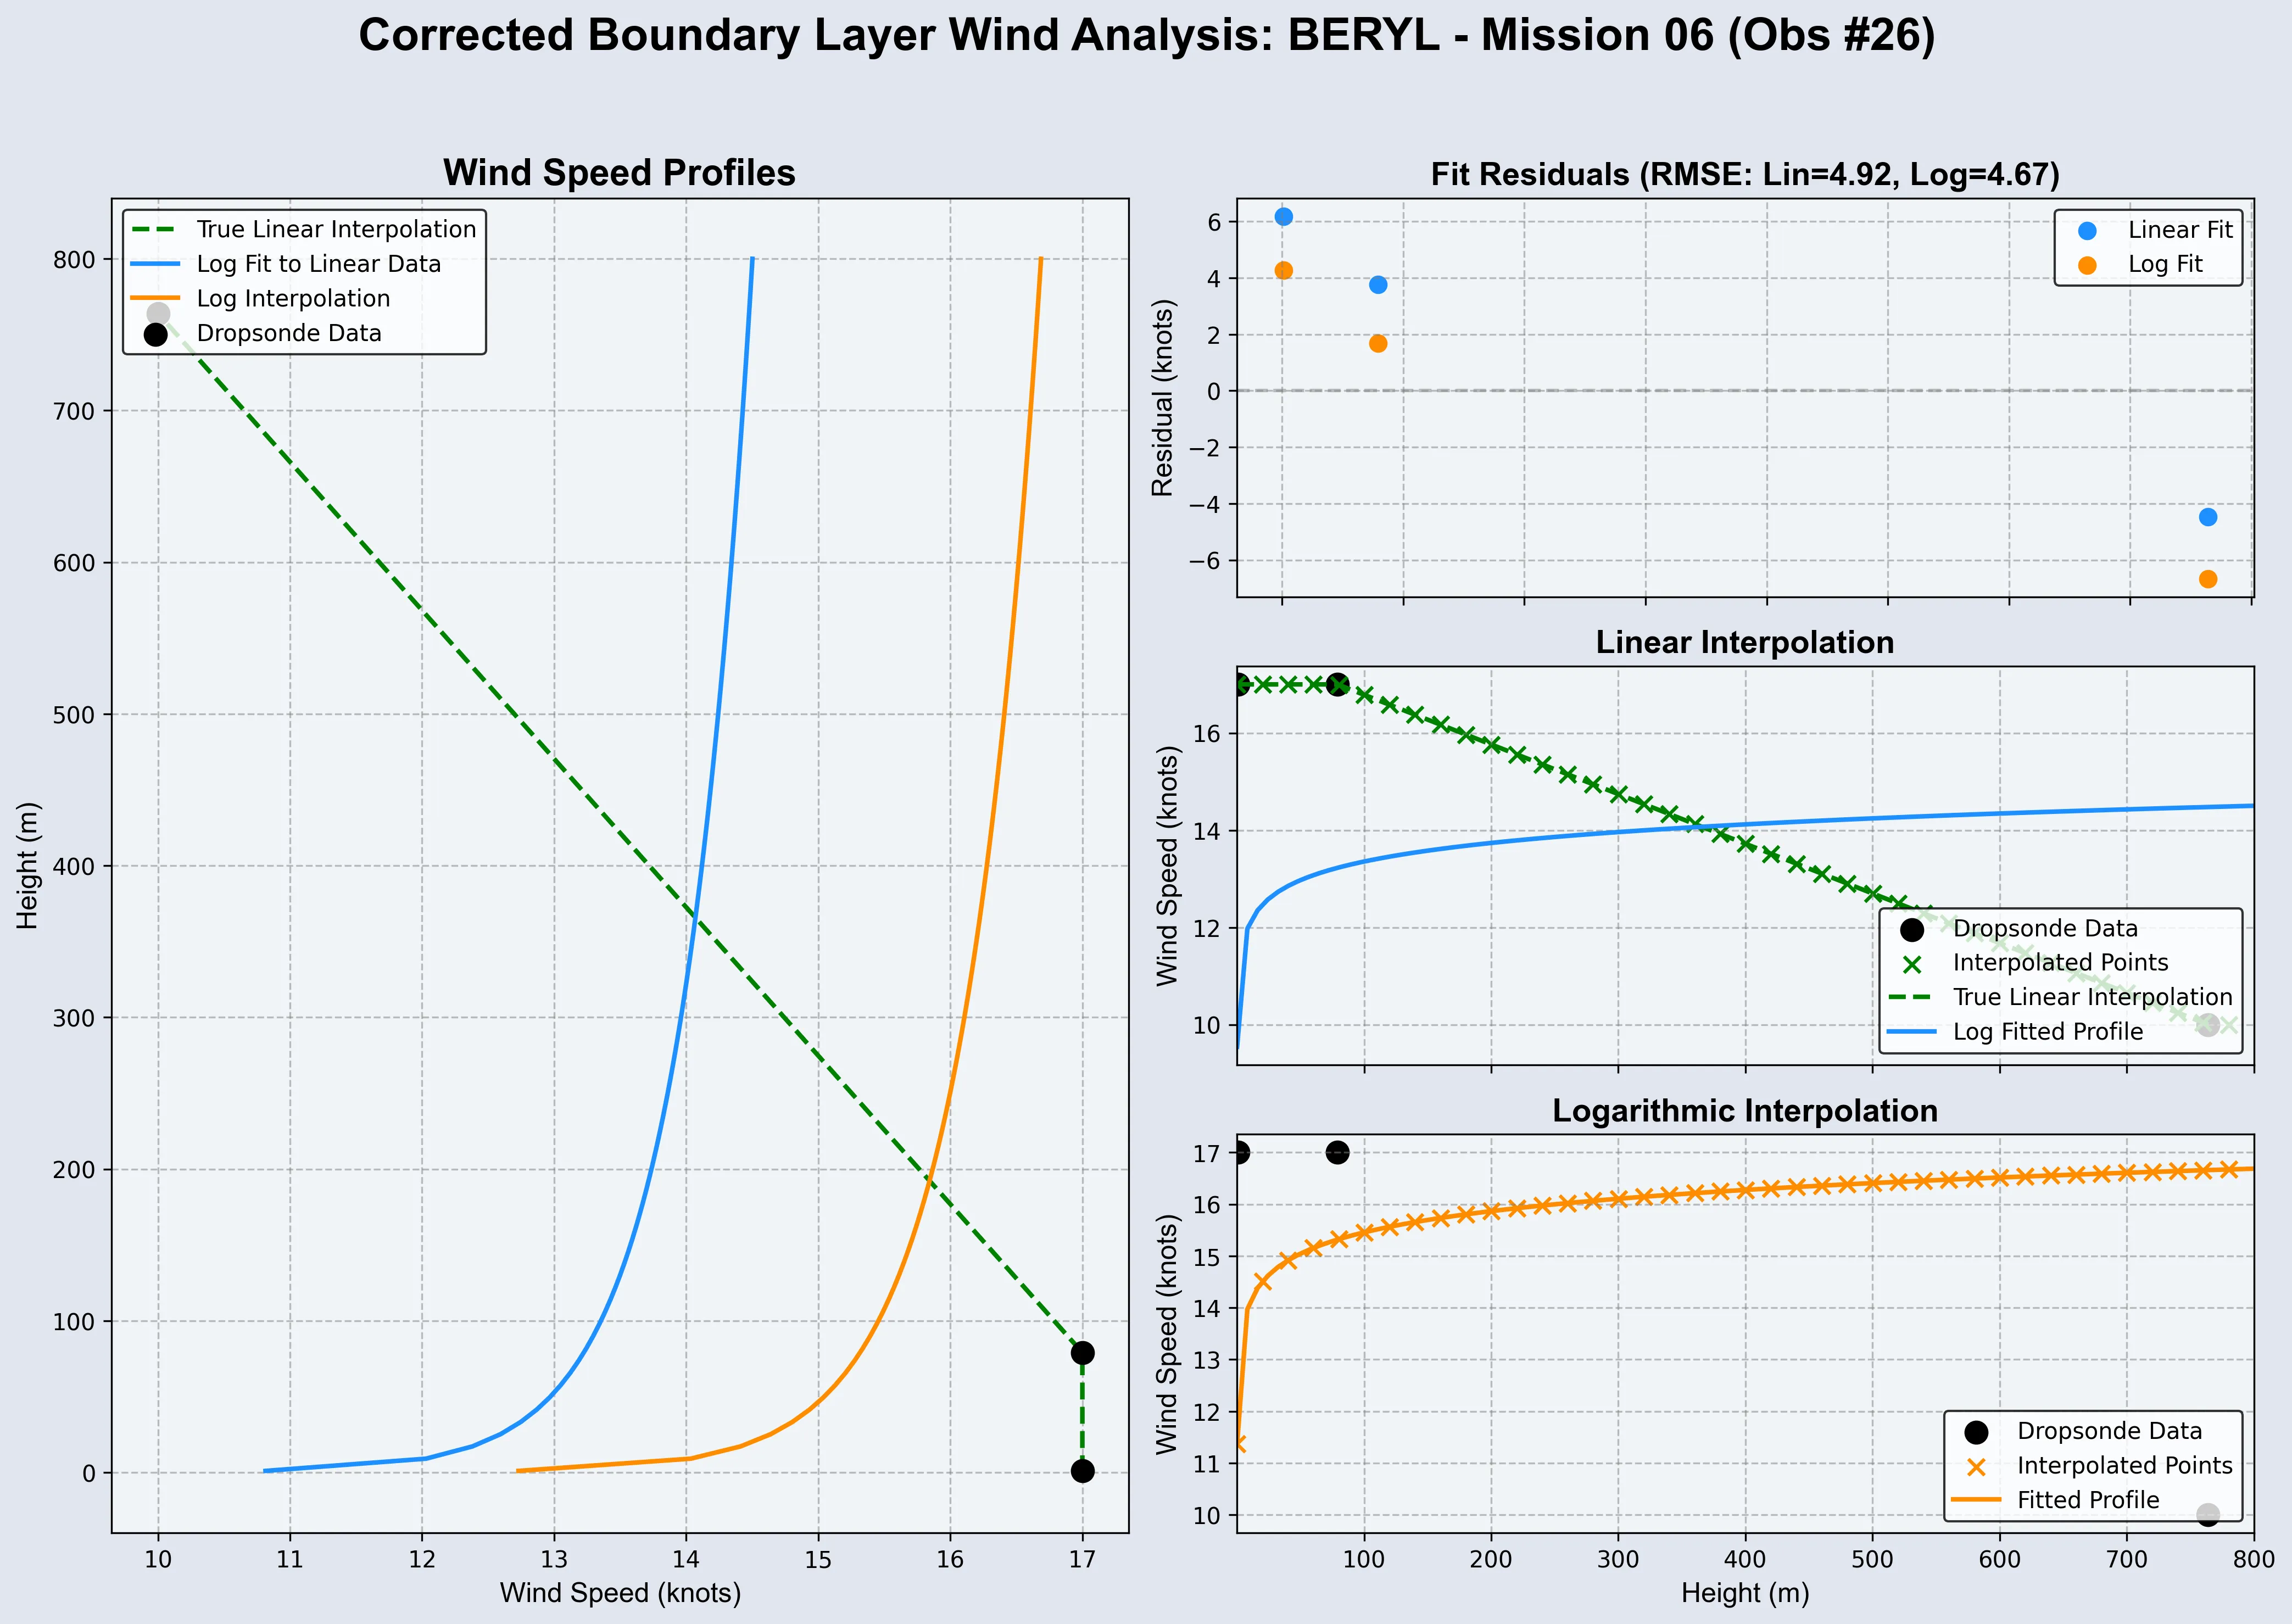 Corrected Boundary Layer Wind Analysis: BERYL - Mission 06 (Obs #26)
Wind Speed Profiles
True Linear Interpolation
Log Fit to Linear Data
Log Interpolation
Dropsonde Data
800
700
600
500
400
300
200
100
0
Height (m)
10 11 12 13 14 15 16 17
Wind Speed (knots)
Fit Residuals (RMSE: Lin=4.92, Log=4.67)
Linear Fit
Log Fit
6
4
2
0
−2
−4
−6
Residual (knots)
Linear Interpolation
16
14
12
10
Wind Speed (knots)
Dropsonde Data
Interpolated Points
True Linear Interpolation
Log Fitted Profile
Logarithmic Interpolation
17
16
15
14
13
12
11
10
Wind Speed (knots)
Dropsonde Data
Interpolated Points
Fitted Profile
100 200 300 400 500 600 700 800
Height (m)